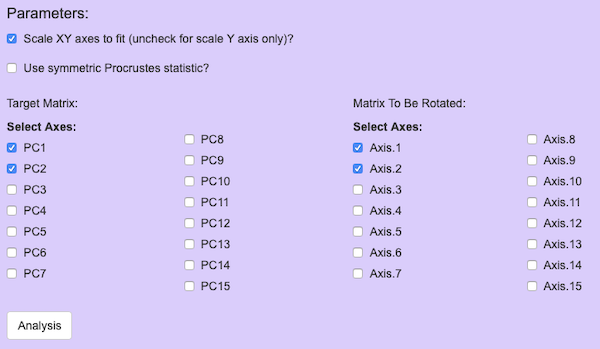 Parameters:
Scale XY axes to fit (uncheck for scale Y axis only)?
Use symmetric Procrustes statistic?
Target Matrix:
Select Axes:
PC1
PC2
PC3
PC4
PC5
PC6
PC7
PC8
PC9
PC10
PC11
PC12
PC13
PC14
PC15
Matrix To Be Rotated:
Select Axes:
Axis.1
Axis.2
Axis.3
Axis.4
Axis.5
Axis.6
Axis.7
Axis.8
Axis.9
Axis.10
Axis.11
Axis.12
Axis.13
Axis.14
Axis.15
Analysis